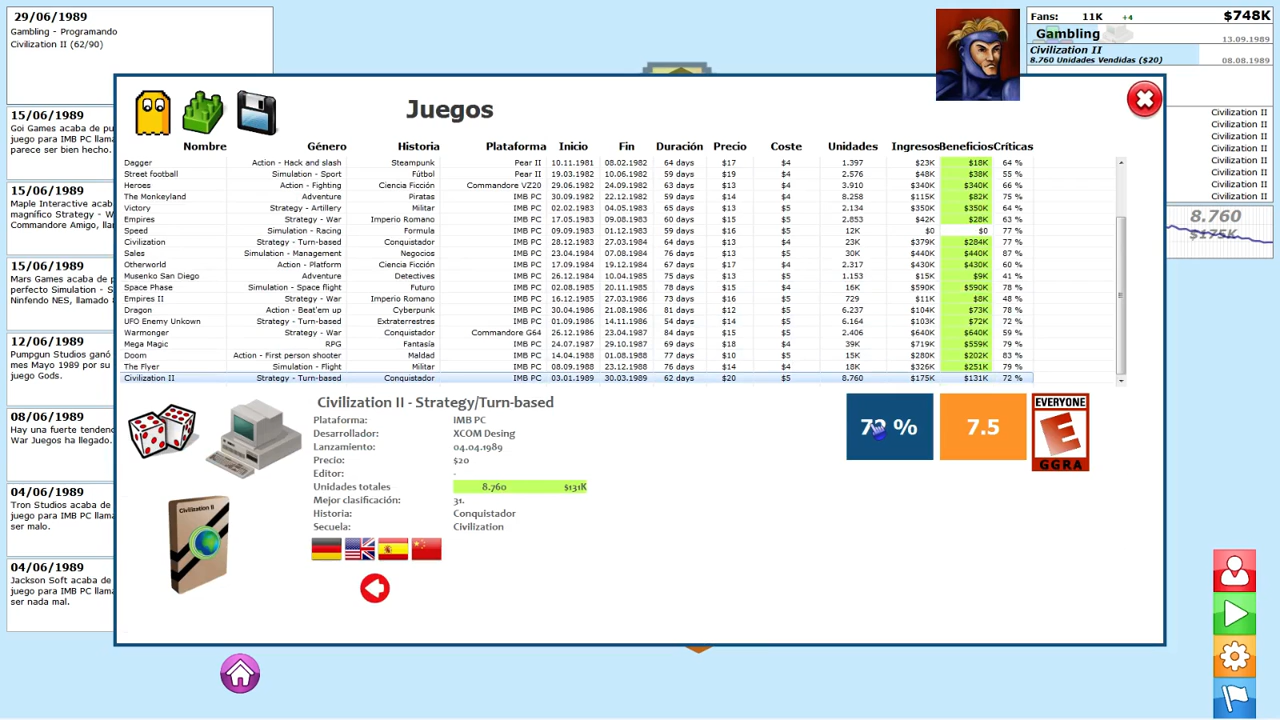 29/06/1989
Gambling - Programando
Civilization II (62/90)
15/06/1989
Goi Games acaba de pu
juego para IMB PC llama
parece ser bien hecho.
15/06/1989
Maple Interactive acaba d
magnífico Strategy - W
Commandore Amigo, lla
15/06/1989
Mars Games acaba de p
perfecto Simulation - S
Ninfendo NES, llamado
12/06/1989
Pumpgun Studios ganó
mes Mayo 1989 por su
juego Gods.
08/06/1989
Hay una fuerte tendenc
War Juegos ha llegado.
04/06/1989
Tron Studios acaba de
para IMB PC llama
ser malo.
04/06/1989
Jackson Soft acaba de
juego para IMB PC llam
ser nada mal.
Fans: 11K +4 $748K
Gambling 13.09.1989
Civilization II
8.760 Unidades Vendidas ($20) 08.08.1989
Civilization II
Civilization II
Civilization II
Civilization II
Civilization II
Civilization II
Civilization II
Civilization II
8.760
$175K
Juegos
Nombre Género Historia Plataforma Inicio Fin Duración Precio Coste Unidades Ingresos Beneficios Críticas
Dagger Action - Hack and slash Steampunk Pear II 10.11.1981 08.02.1982 64 days $17 $4 1.397 $23K $18K 64 %
Street football Simulation - Sport Fútbol Pear II 19.03.1982 10.06.1982 59 days $19 $4 2.576 $48K $38K 55 %
Heroes Action - Fighting Ciencia Ficción Commandore VZ20 29.06.1982 24.09.1982 63 days $13 $4 3.910 $340K $340K 66 %
The Monkeyland Adventure Piratas IMB PC 30.09.1982 22.12.1982 59 days $14 $4 8.258 $115K $82K 75 %
Victory Strategy - Artillery Militar IMB PC 02.02.1983 04.05.1983 65 days $13 $4 2.134 $350K $350K 64 %
Empires Strategy - War Imperio Romano IMB PC 17.05.1983 09.08.1983 60 days $15 $4 2.853 $42K $28K 63 %
Speed Simulation - Racing Formula IMB PC 09.09.1983 01.12.1983 59 days $16 $4 12K $0 $0 77 %
Civilization Strategy - Turn-based Conquistador IMB PC 28.12.1983 27.03.1984 64 days $13 $4 23K $379K $284K 77 %
Sales Simulation - Management Negocios IMB PC 23.04.1984 07.08.1984 76 days $13 $4 30K $440K $440K 87 %
Otherworld Action - Platform Ciencia Ficción IMB PC 17.09.1984 19.12.1984 67 days $14 $4 2.317 $430K $430K 60 %
Musenko San Diego Adventure Detectives IMB PC 26.12.1984 10.04.1985 75 days $13 $4 1.153 $15K $9K 41 %
Space Phase Simulation - Space flight Futuro IMB PC 02.08.1985 20.11.1985 78 days $15 $4 16K $590K $590K 78 %
Empires II Strategy - War Imperio Romano IMB PC 16.12.1985 27.03.1986 73 days $16 $4 729 $11K $8K 48 %
Dragon Action - Beat'em up Cyberpunk IMB PC 30.04.1986 21.08.1986 81 days $12 $4 6.237 $104K $73K 78 %
UFO Enemy Unkown Strategy - Turn-based Extraterrestres IMB PC 01.09.1986 14.11.1986 54 days $14 $4 6.164 $103K $72K 72 %
Warmonger Strategy - War Conquistador Commandore G64 26.12.1986 23.04.1987 84 days $15 $4 2.406 $640K $640K 59 %
Mega Magic RPG Fantasía IMB PC 24.07.1987 29.10.1987 69 days $18 $4 39K $719K $559K 79 %
Doom Action - First person shooter Maldad IMB PC 14.04.1988 01.08.1988 77 days $10 $5 15K $280K $202K 83 %
The Flyer Simulation - Flight Militar IMB PC 08.09.1988 23.12.1988 76 days $14 $5 18K $326K $251K 79 %
Civilization II Strategy - Turn-based Conquistador IMB PC 03.01.1989 30.03.1989 62 days $20 $5 8.760 $175K $131K 72 %
Civilization II - Strategy/Turn-based
Plataforma: IMB PC
Desarrollador: XCOM Desing
Lanzamiento: 04.04.1989
Precio: $20
Editor: -
Unidades totales 8.760 $131K
Mejor clasificación: 31.
Historia: Conquistador
Secuela: Civilization
72 %
7.5
EVERYONE
E
GGRA
Civilization II